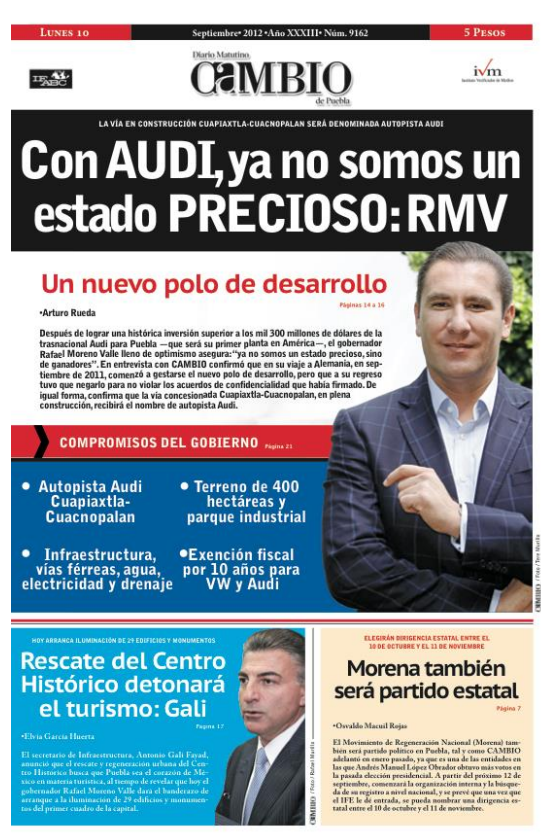 LUNES 10
Septiembre• 2012 •Año XXXIII• Núm. 9162
5 PESOS
IFABC
Diario Matutino
CaMBIO
de Puebla
ivm
Instituto Verificador de Medios
LA VÍA EN CONSTRUCCIÓN CUAPIAXTLA-CUACNOPALAN SERÁ DENOMINADA AUTOPISTA AUDI
Con AUDI, ya no somos un
estado PRECIOSO: RMV
Un nuevo polo de desarrollo
Páginas 14 a 16
•Arturo Rueda
Después de lograr una histórica inversión superior a los mil 300 millones de dólares de la
trasnacional Audi para Puebla —que será su primer planta en América—, el gobernador
Rafael Moreno Valle lleno de optimismo asegura: “ya no somos un estado precioso, sino
de ganadores”. En entrevista con CAMBIO confirmó que en su viaje a Alemania, en sep-
tiembre de 2011, comenzó a gestarse el nuevo polo de desarrollo, pero que a su regreso
tuvo que negarlo para no violar los acuerdos de confidencialidad que había firmado. De
igual forma, confirma que la vía concesionada Cuapiaxtla-Cuacnopalan, en plena
construcción, recibirá el nombre de autopista Audi.
COMPROMISOS DEL GOBIERNO Página 21
• Autopista Audi
Cuapiaxtla-
Cuacnopalan
• Terreno de 400
hectáreas y
parque industrial
• Infraestructura,
vías férreas, agua,
electricidad y drenaje
•Exención fiscal
por 10 años para
VW y Audi
CAMBIO / Foto / Tere Murillo
HOY ARRANCA ILUMINACIÓN DE 29 EDIFICIOS Y MONUMENTOS
Rescate del Centro
Histórico detonará
el turismo: Gali
Página 17
•Elvia García Huerta
El secretario de Infraestructura, Antonio Gali Fayad,
anunció que el rescate y regeneración urbana del Cen-
tro Historico busca que Puebla sea el corazón de Mé-
xico en materia turística, al tiempo de revelar que hoy el
gobernador Rafael Moreno Valle dara el banderazo de
arranque a la iluminación de 29 edificios y monumen-
tos del primer cuadro de la capital.
CAMBIO / Foto / Rafael Murillo
ELEGIRÁN DIRIGENCIA ESTATAL ENTRE EL
10 DE OCTUBRE Y EL 11 DE NOVIEMBRE
Morena también
será partido estatal
Página 7
•Osvaldo Macuil Rojas
El Movimiento de Regeneración Nacional (Morena) tam-
bién será partido político en Puebla, tal y como CAMBIO
adelantó en enero pasado, ya que es una de las entidades en
las que Andrés Manuel López Obrador obtuvo más votos en
la pasada elección presidencial. A partir del próximo 12 de
septiembre, comenzará la organización interna y la búsque-
da de su registro a nivel nacional, y se prevé que una vez que
el IFE le dé entrada, se pueda nombrar una dirigencia es-
tatal entre el 10 de octubre y el 11 de noviembre.